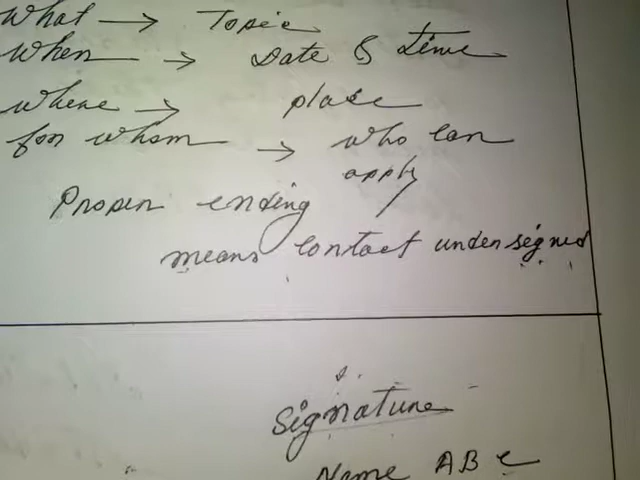 What → Topic
When → Date & time
where → place
for whom → who can
apply
Proper ending
means contact undersigned
Signature
Name ABC